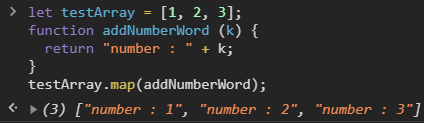 > let testArray = [1, 2, 3];
function addNumberWord (k) {
return "number : " + k;
}
testArray.map(addNumberWord);
(3) ["number : 1", "number : 2", "number : 3"]